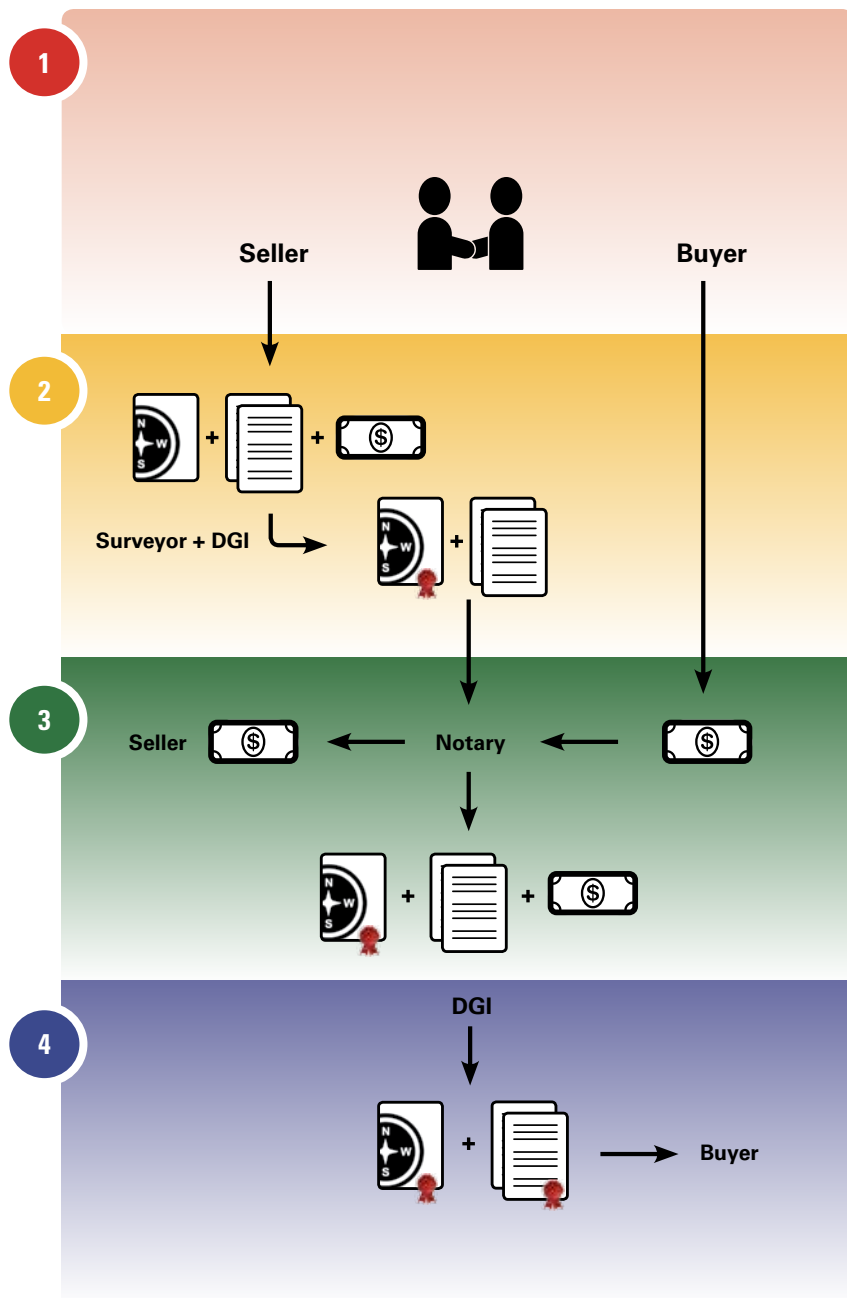 1
Seller
Buyer
2
N
W
S
+
+
$
Surveyor + DGI
N
W
S
+
3
Seller
$
Notary
$
N
W
S
+
+
$
4
DGI
N
W
S
+
Buyer